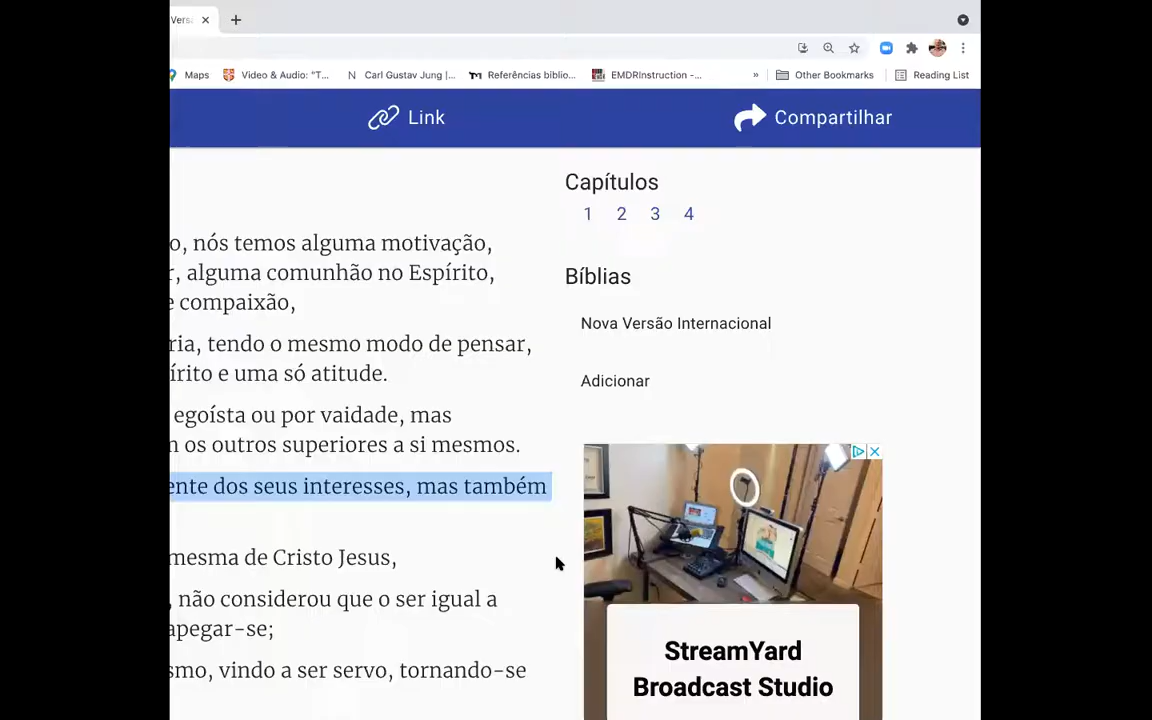 Versã
Maps
Video & Audio: "T...
Carl Gustav Jung |...
Referências biblio...
EMDRInstruction -...
»
Other Bookmarks
Reading List
Link
Compartilhar
o, nós temos alguma motivação,
r, alguma comunhão no Espírito,
e compaixão,
ria, tendo o mesmo modo de pensar,
írito e uma só atitude.
egoísta ou por vaidade, mas
m os outros superiores a si mesmos.
ente dos seus interesses, mas também
mesma de Cristo Jesus,
, não considerou que o ser igual a
apegar-se;
smo, vindo a ser servo, tornando-se
Capítulos
1 2 3 4
Bíblias
Nova Versão Internacional
Adicionar
StreamYard
Broadcast Studio